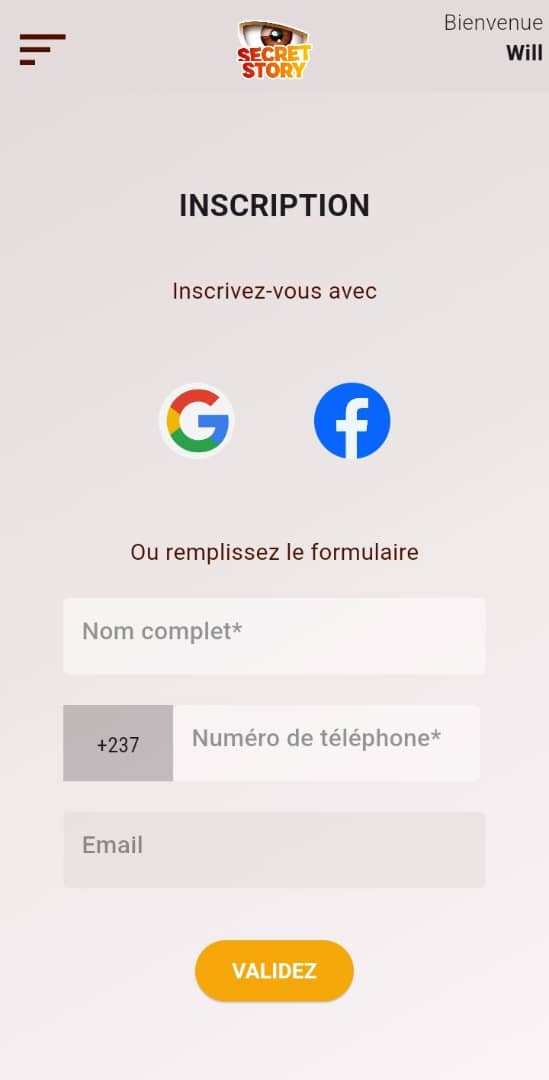 Bienvenue
Will
SECRET
STORY
INSCRIPTION
Inscrivez-vous avec
Ou remplissez le formulaire
Nom complet*
+237
Numéro de téléphone*
Email
VALIDEZ